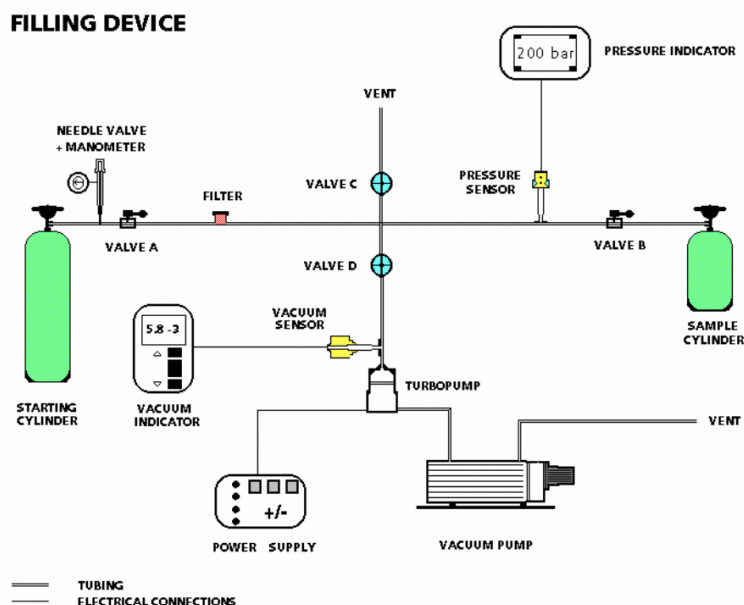 FILLING DEVICE
200 bar
PRESSURE INDICATOR
VENT
NEEDLE VALVE
+ MANOMETER
VALVE C
PRESSURE
SENSOR
FILTER
VALVE A
VALVE B
VALVE D
VACUUM
SENSOR
5.8 -3
SAMPLE
CYLINDER
TURBOPUMP
STARTING
CYLINDER
VACUUM
INDICATOR
VENT
+/-
POWER SUPPLY
VACUUM PUMP
TUBING
ELECTRICAL CONNECTIONS